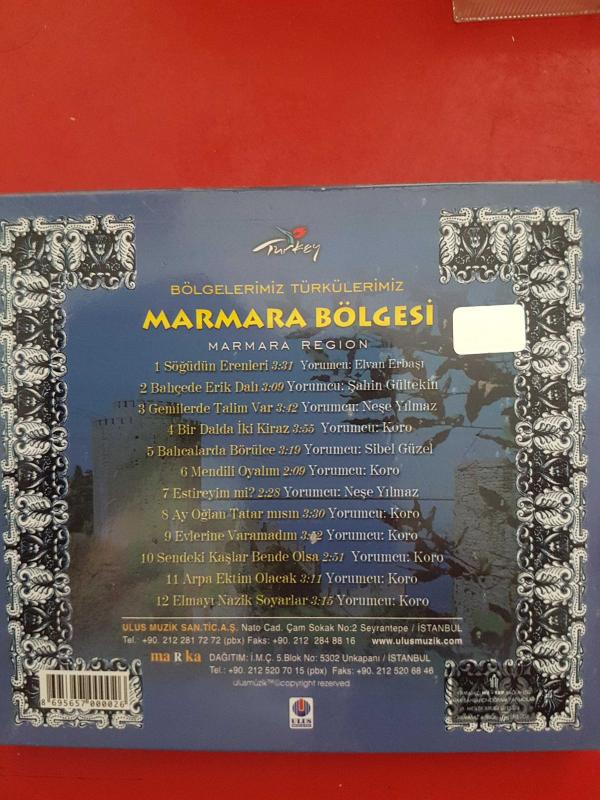 Turkey
BÖLGELERİMİZ TÜRKÜLERİMİZ
MARMARA BÖLGESİ
MARMARA REGION
1 Söğüdün Erenleri 3:31 Yorumcu: Elvan Erbaşı
2 Bahçede Erik Dalı 3:09 Yorumcu: Şahin Gültekin
3 Gemilerde Talim Var 3:42 Yorumcu: Neşe Yılmaz
4 Bir Dalda İki Kiraz 3:55 Yorumcu: Koro
5 Bahcalarda Börülce 3:19 Yorumcu: Sibel Güzel
6 Mendili Oyalım 2:09 Yorumcu: Koro
7 Estireyim mi? 2:28 Yorumcu: Neşe Yılmaz
8 Ay Oğlan Tatar mısın 3:30 Yorumcu: Koro
9 Evlerine Varamadım 3:42 Yorumcu: Koro
10 Sendeki Kaşlar Bende Olsa 2:51 Yorumcu: Koro
11 Arpa Ektim Olacak 3:11 Yorumcu: Koro
12 Elmayı Nazik Soyarlar 3:15 Yorumcu: Koro
ULUS MUZİK SAN.TİC.A.Ş. Nato Cad. Çam Sokak No:2 Seyrantepe / İSTANBUL
Tel.: +90. 212 281 72 72 (pbx) Faks: +90. 212 284 88 16 www.ulusmuzik.com
maRka DAĞITIM: İ.M.Ç. 5.Blok No: 5302 Unkapanı / İSTANBUL
Tel.: +90. 212 520 70 15 (pbx) Faks: +90. 212 520 68 46
ulusmüzik™©copyright reserved
8 695657 000026
ULUS